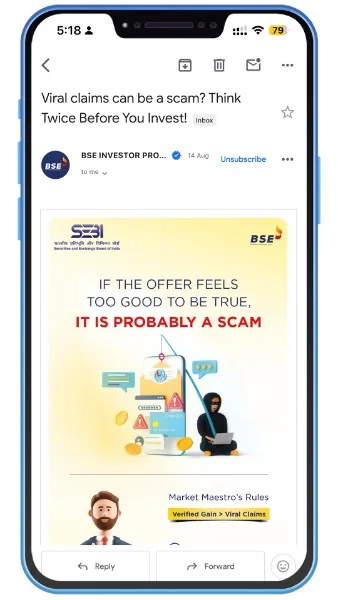 5:18
79
Viral claims can be a scam? Think
Twice Before You Invest! Inbox
BSE
BSE INVESTOR PRO... 14 Aug
Unsubscribe
to me
SEBI
भारतीय प्रतिभूति और विनिमय बोर्ड
Securities and Exchange Board of India
BSE
IF THE OFFER FEELS
TOO GOOD TO BE TRUE,
IT IS PROBABLY A SCAM
Market Maestro's Rules
Verified Gain > Viral Claims
Reply
Forward